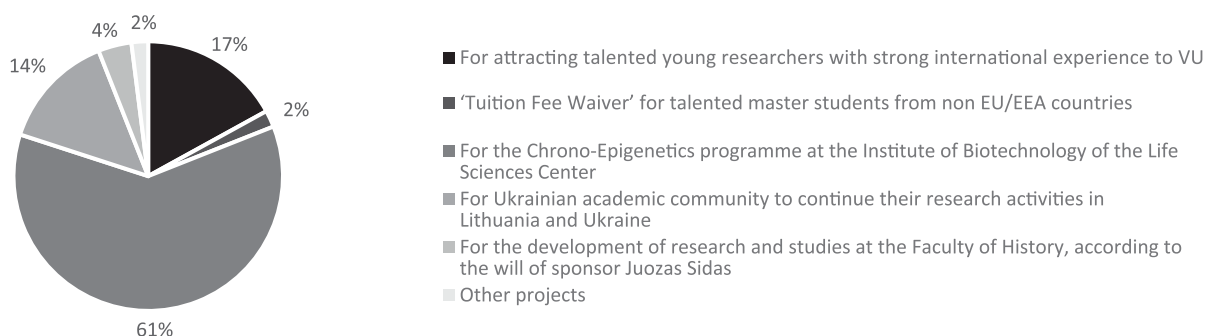 2%
4%
17%
14%
2%
61%
For attracting talented young researchers with strong international experience to VU
‘Tuition Fee Waiver’ for talented master students from non EU/EEA countries
For the Chrono-Epigenetics programme at the Institute of Biotechnology of the Life
Sciences Center
For Ukrainian academic community to continue their research activities in
Lithuania and Ukraine
For the development of research and studies at the Faculty of History, according to
the will of sponsor Juozas Sidas
Other projects